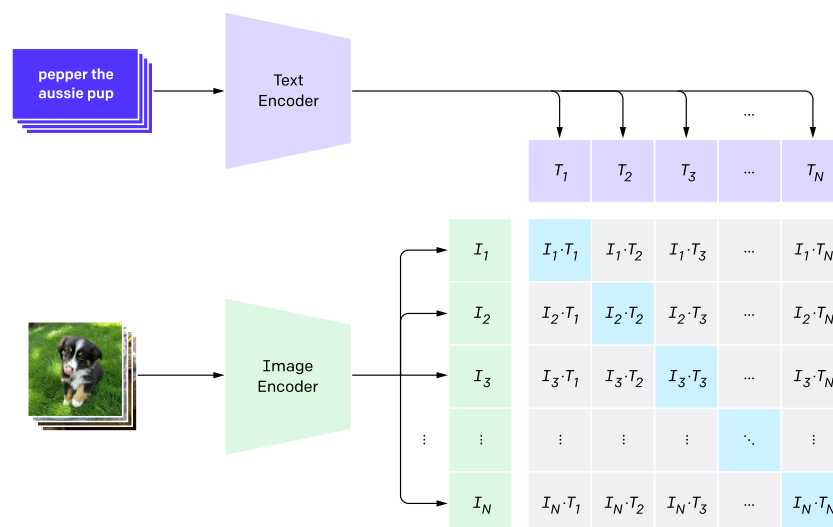 pepper the
aussie pup
Text
Encoder
...
T1 T2 T3 ... TN
I1 I1·T1 I1·T2 I1·T3 ... I1·TN
I2 I2·T1 I2·T2 I2·T3 ... I2·TN
Image
Encoder
I3 I3·T1 I3·T2 I3·T3 ... I3·TN
⋮ ⋮ ⋮ ⋮ ⋮ ⋱ ⋮
IN IN·T1 IN·T2 IN·T3 ... IN·TN